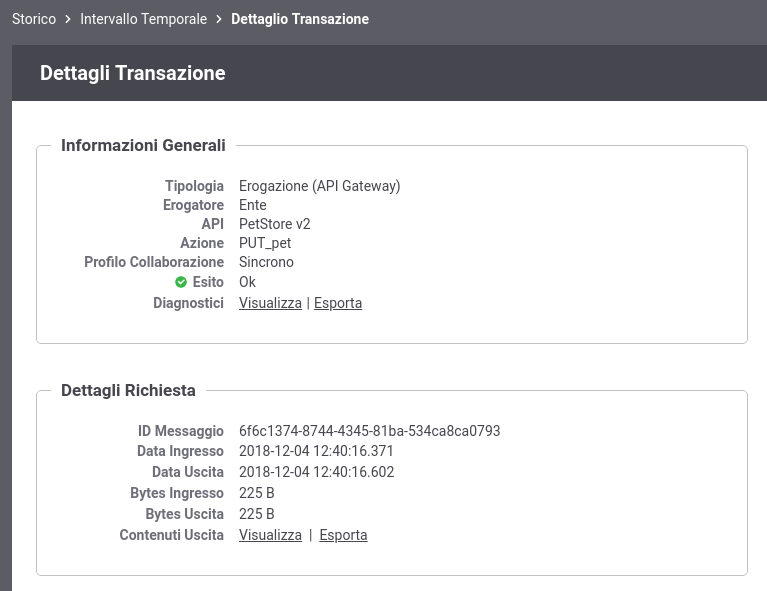 Storico > Intervallo Temporale > Dettaglio Transazione
Dettagli Transazione
Informazioni Generali
Tipologia Erogazione (API Gateway)
Erogatore Ente
API PetStore v2
Azione PUT_pet
Profilo Collaborazione Sincrono
Esito Ok
Diagnostici Visualizza | Esporta
Dettagli Richiesta
ID Messaggio 6f6c1374-8744-4345-81ba-534ca8ca0793
Data Ingresso 2018-12-04 12:40:16.371
Data Uscita 2018-12-04 12:40:16.602
Bytes Ingresso 225 B
Bytes Uscita 225 B
Contenuti Uscita Visualizza | Esporta